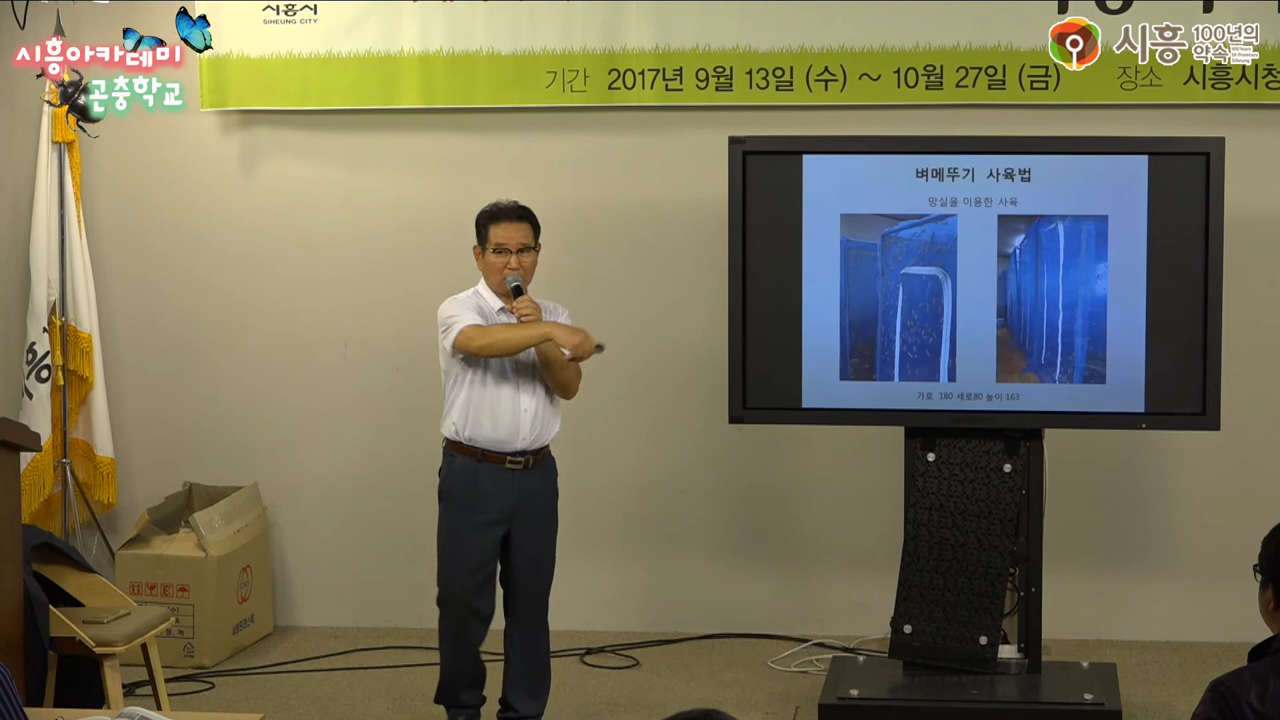 시흥시
SIHEUNG CITY
시흥아카데미
곤충학교
시흥
100년의
약속
기간 2017년 9월 13일 (수) ~ 10월 27일 (금) 장소 시흥시청
벼메뚜기 사육법
망실을 이용한 사육
가로 180 세로80 높이 163